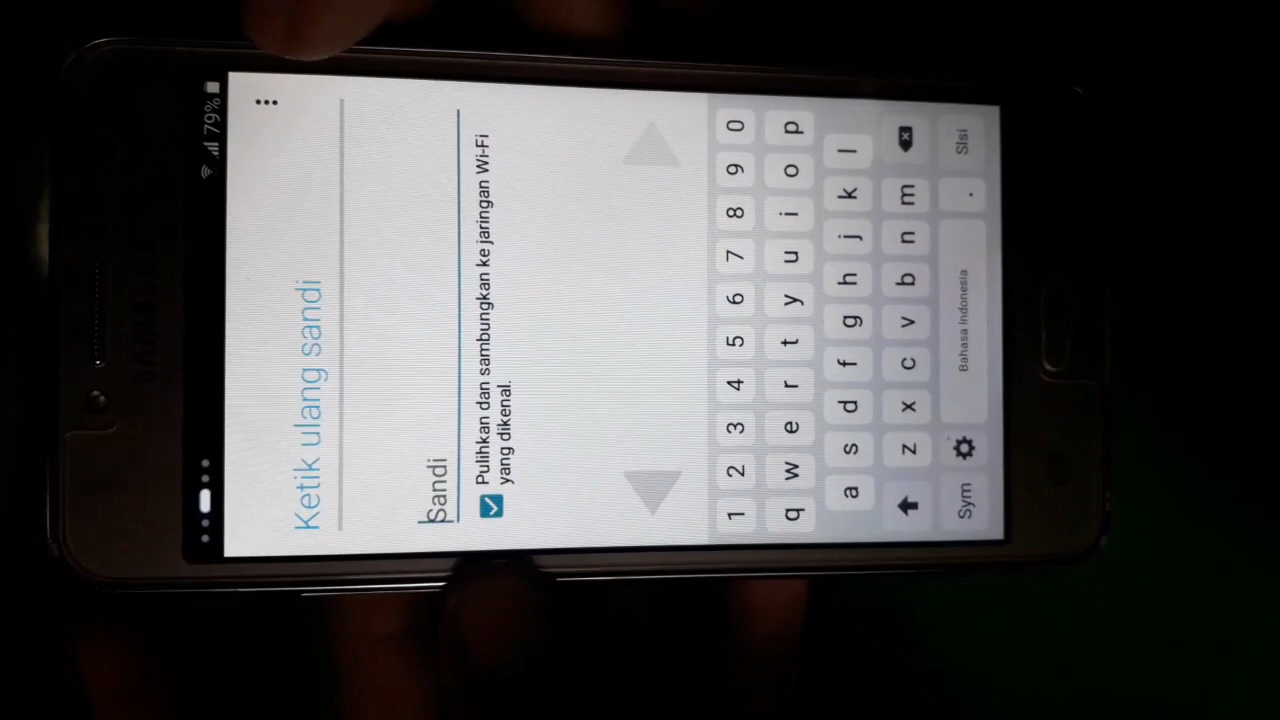 SAMSUNG
79%
Ketik ulang sandi
Sandi
Pulihkan dan sambungkan ke jaringan Wi-Fi
yang dikenal.
1 2 3 4 5 6 7 8 9 0
q w e r t y u i o p
a s d f g h j k l
z x c v b n m
Sym Bahasa Indonesia . Slsi